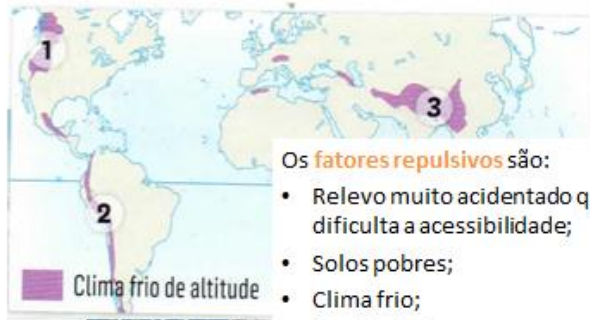 1
3
Os fatores repulsivos são:
• Relevo muito acidentado q
dificulta a acessibilidade;
2
• Solos pobres;
Clima frio de altitude
• Clima frio;